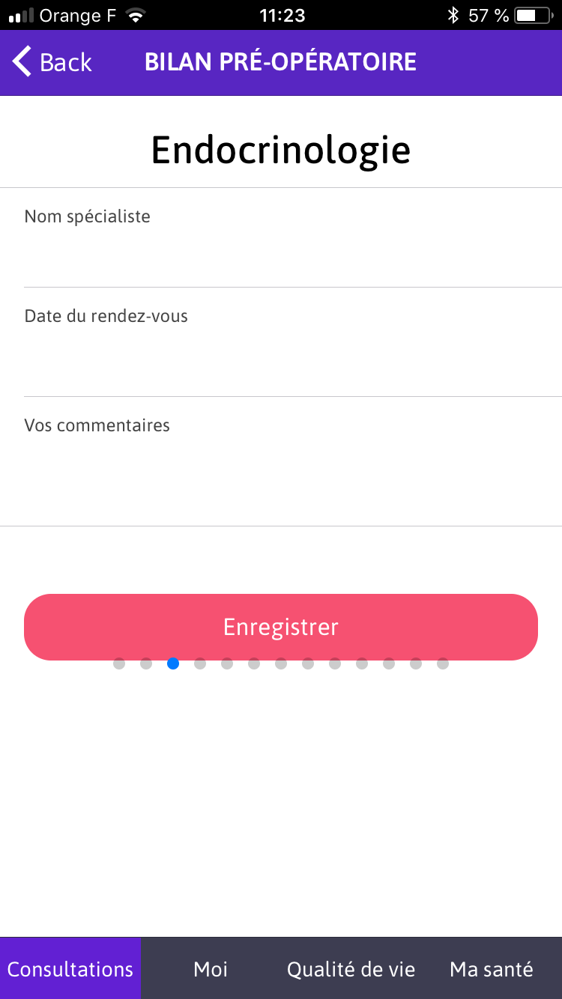 Orange F 11:23 57 %
Back BILAN PRÉ-OPÉRATOIRE
Endocrinologie
Nom spécialiste
Date du rendez-vous
Vos commentaires
Enregistrer
Consultations Moi Qualité de vie Ma santé